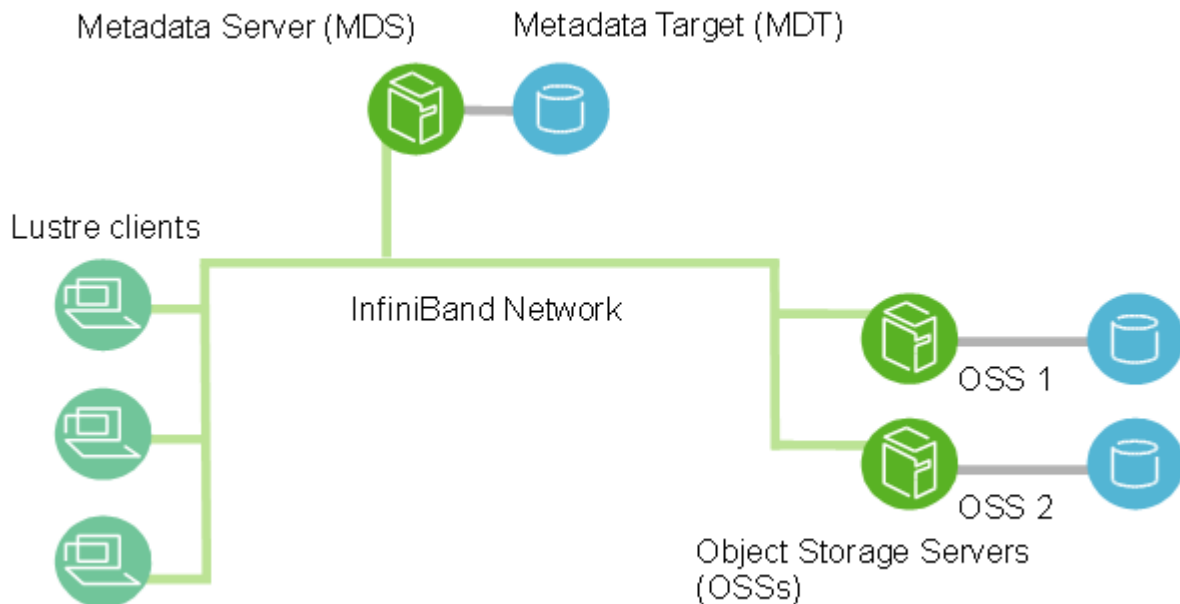 Metadata Server (MDS)
Metadata Target (MDT)
Lustre clients
InfiniBand Network
OSS 1
OSS 2
Object Storage Servers
(OSSs)